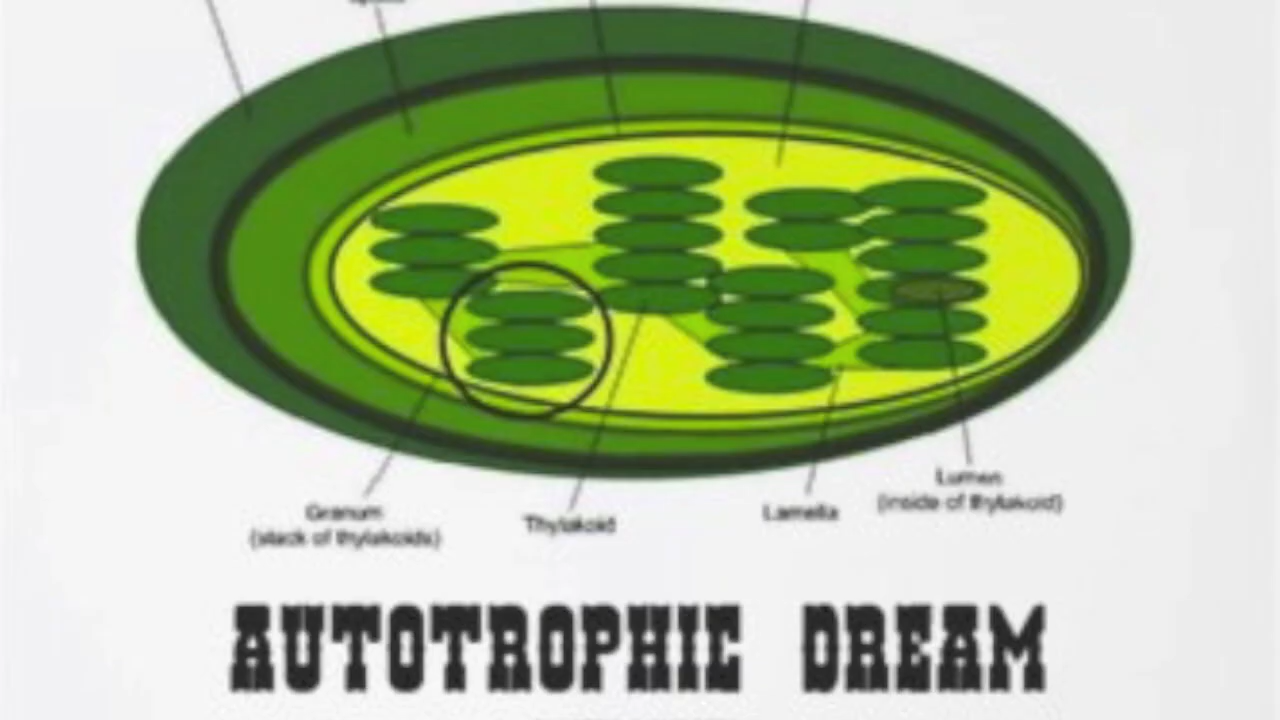 Granum
(stack of thylakoids)
Thylakoid
Lamella
Lumen
(inside of thylakoid)
AUTOTROPHIC DREAM